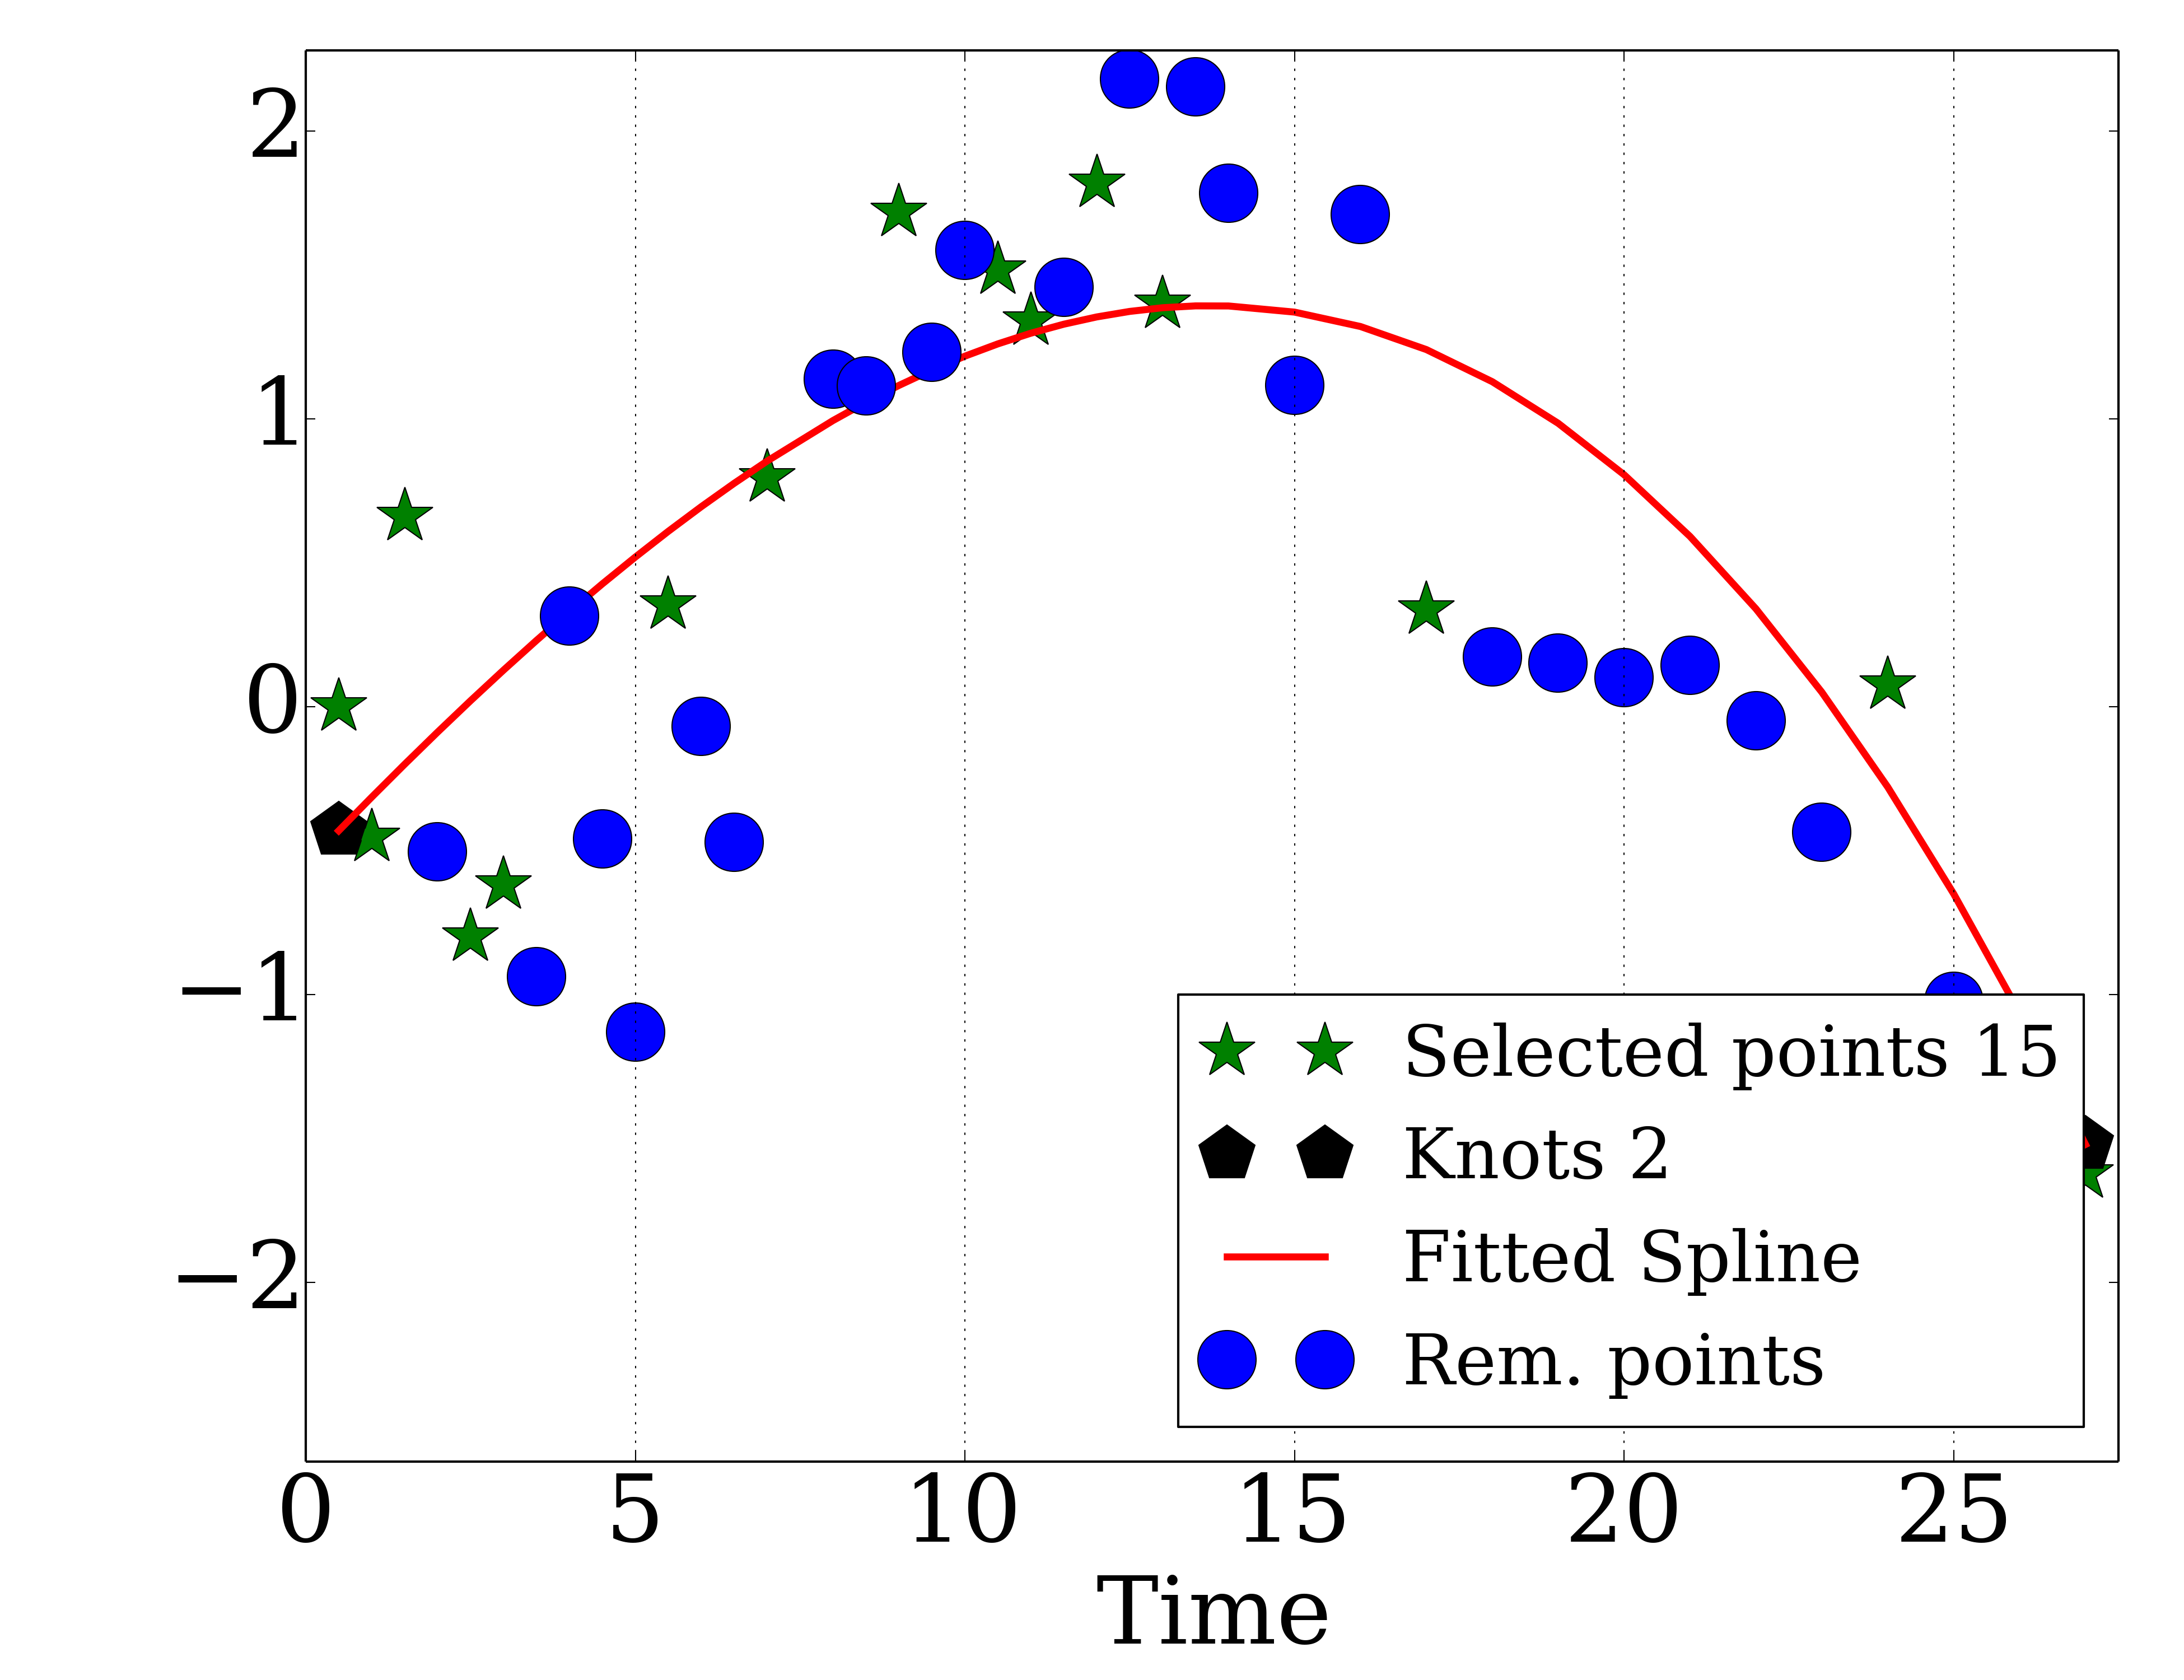 2
1
0
−1
−2
0 5 10 15 20 25
Time
Selected points 15
Knots 2
Fitted Spline
Rem. points